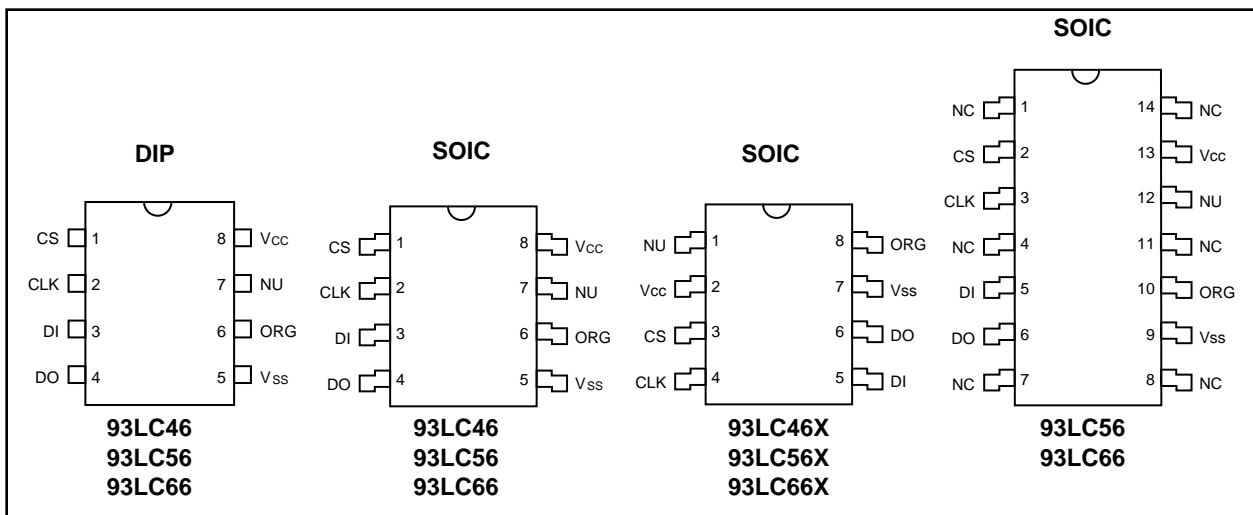 DIP
CS 1 8 Vcc
CLK 2 7 NU
DI 3 6 ORG
DO 4 5 Vss
93LC46
93LC56
93LC66
SOIC
CS 1 8 Vcc
CLK 2 7 NU
DI 3 6 ORG
DO 4 5 Vss
93LC46
93LC56
93LC66
SOIC
NU 1 8 ORG
Vcc 2 7 Vss
CS 3 6 DO
CLK 4 5 DI
93LC46X
93LC56X
93LC66X
SOIC
NC 1 14 NC
CS 2 13 Vcc
CLK 3 12 NU
NC 4 11 NC
DI 5 10 ORG
DO 6 9 Vss
NC 7 8 NC
93LC56
93LC66